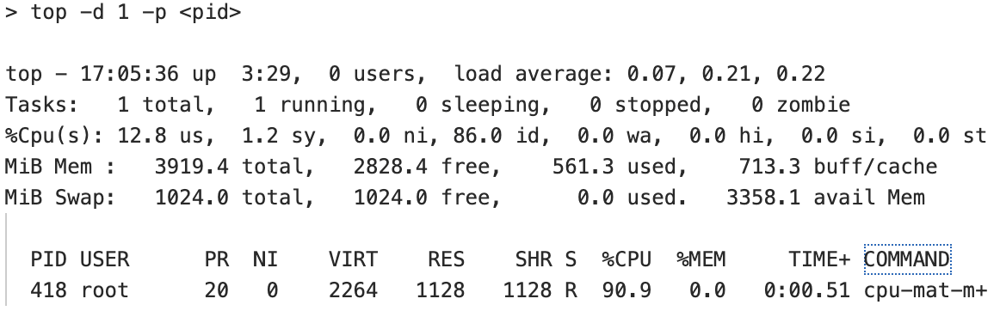 > top -d 1 -p <pid>
top - 17:05:36 up  3:29,  0 users,  load average: 0.07, 0.21, 0.22
Tasks:   1 total,   1 running,   0 sleeping,   0 stopped,   0 zombie
%Cpu(s): 12.8 us,  1.2 sy,  0.0 ni, 86.0 id,  0.0 wa,  0.0 hi,  0.0 si,  0.0 st
MiB Mem :   3919.4 total,   2828.4 free,    561.3 used,    713.3 buff/cache
MiB Swap:   1024.0 total,   1024.0 free,      0.0 used.   3358.1 avail Mem
  PID USER      PR  NI    VIRT    RES    SHR S  %CPU  %MEM     TIME+ COMMAND
  418 root      20   0    2264   1128   1128 R  90.9   0.0   0:00.51 cpu-mat-m+